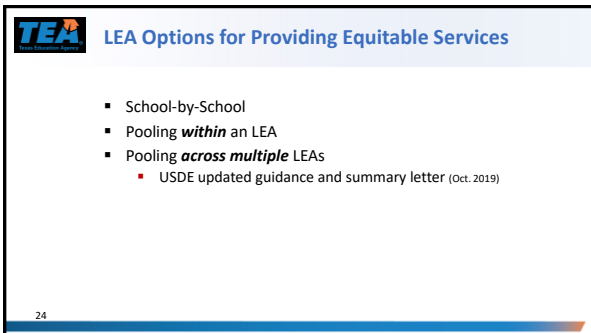 TEA
Texas Education Agency
LEA Options for Providing Equitable Services
▪ School-by-School
▪ Pooling within an LEA
▪ Pooling across multiple LEAs
▪ USDE updated guidance and summary letter (Oct. 2019)
24